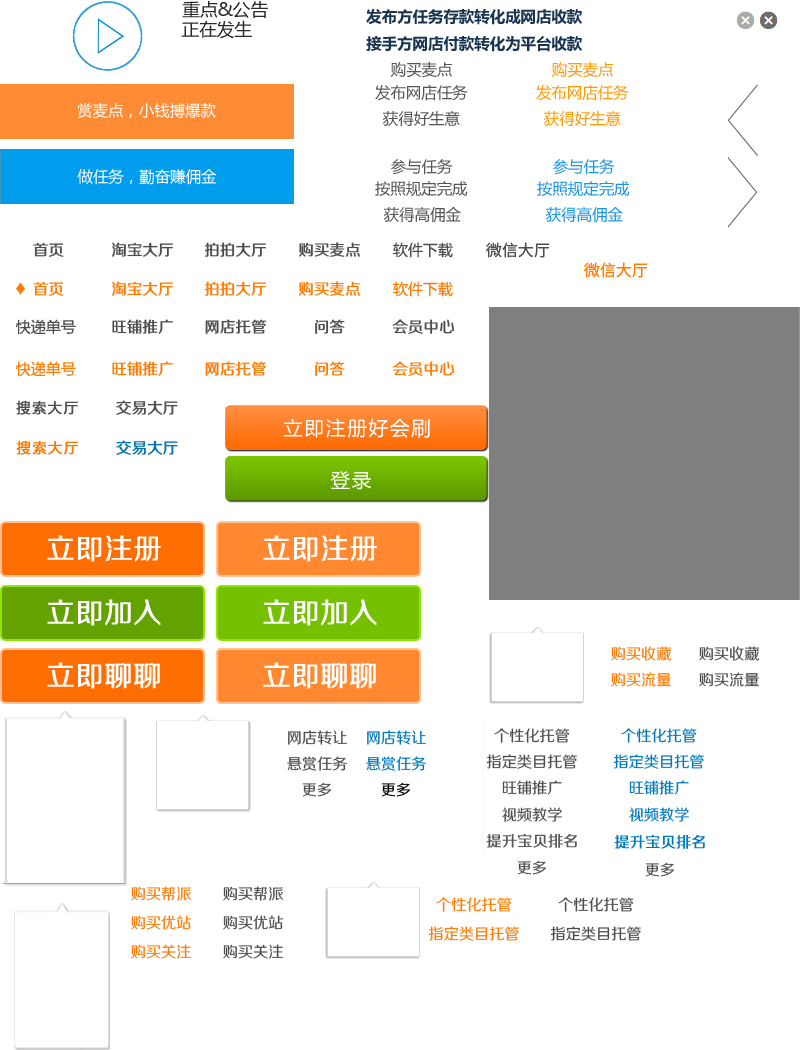 重点&公告
正在发生
发布方任务存款转化成网店收款
接手方网店付款转化为平台收款
购买麦点
发布网店任务
获得好生意
购买麦点
发布网店任务
获得好生意
赏麦点，小钱搏爆款
做任务，勤奋赚佣金
参与任务
按照规定完成
获得高佣金
参与任务
按照规定完成
获得高佣金
首页 淘宝大厅 拍拍大厅 购买麦点 软件下载 微信大厅
微信大厅
首页 淘宝大厅 拍拍大厅 购买麦点 软件下载
快递单号 旺铺推广 网店托管 问答 会员中心
快递单号 旺铺推广 网店托管 问答 会员中心
搜索大厅 交易大厅
搜索大厅 交易大厅
立即注册好会刷
登录
立即注册 立即注册
立即加入 立即加入
立即聊聊 立即聊聊
购买收藏 购买收藏
购买流量 购买流量
网店转让 网店转让
悬赏任务 悬赏任务
更多 更多
个性化托管 个性化托管
指定类目托管 指定类目托管
旺铺推广 旺铺推广
视频教学 视频教学
提升宝贝排名 提升宝贝排名
更多 更多
购买帮派 购买帮派
购买优站 购买优站
购买关注 购买关注
个性化托管 个性化托管
指定类目托管 指定类目托管